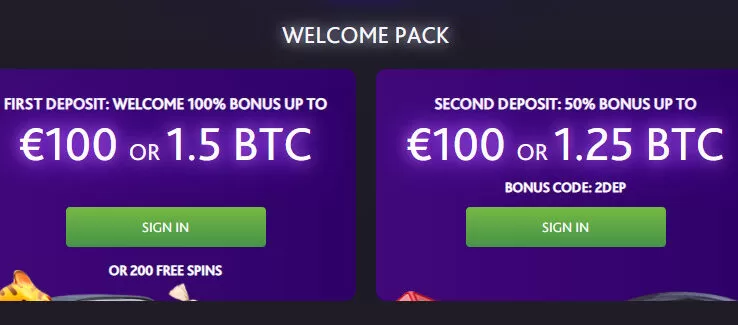 WELCOME PACK
FIRST DEPOSIT: WELCOME 100% BONUS UP TO
€100 OR 1.5 BTC
SIGN IN
OR 200 FREE SPINS
SECOND DEPOSIT: 50% BONUS UP TO
€100 OR 1.25 BTC
BONUS CODE: 2DEP
SIGN IN